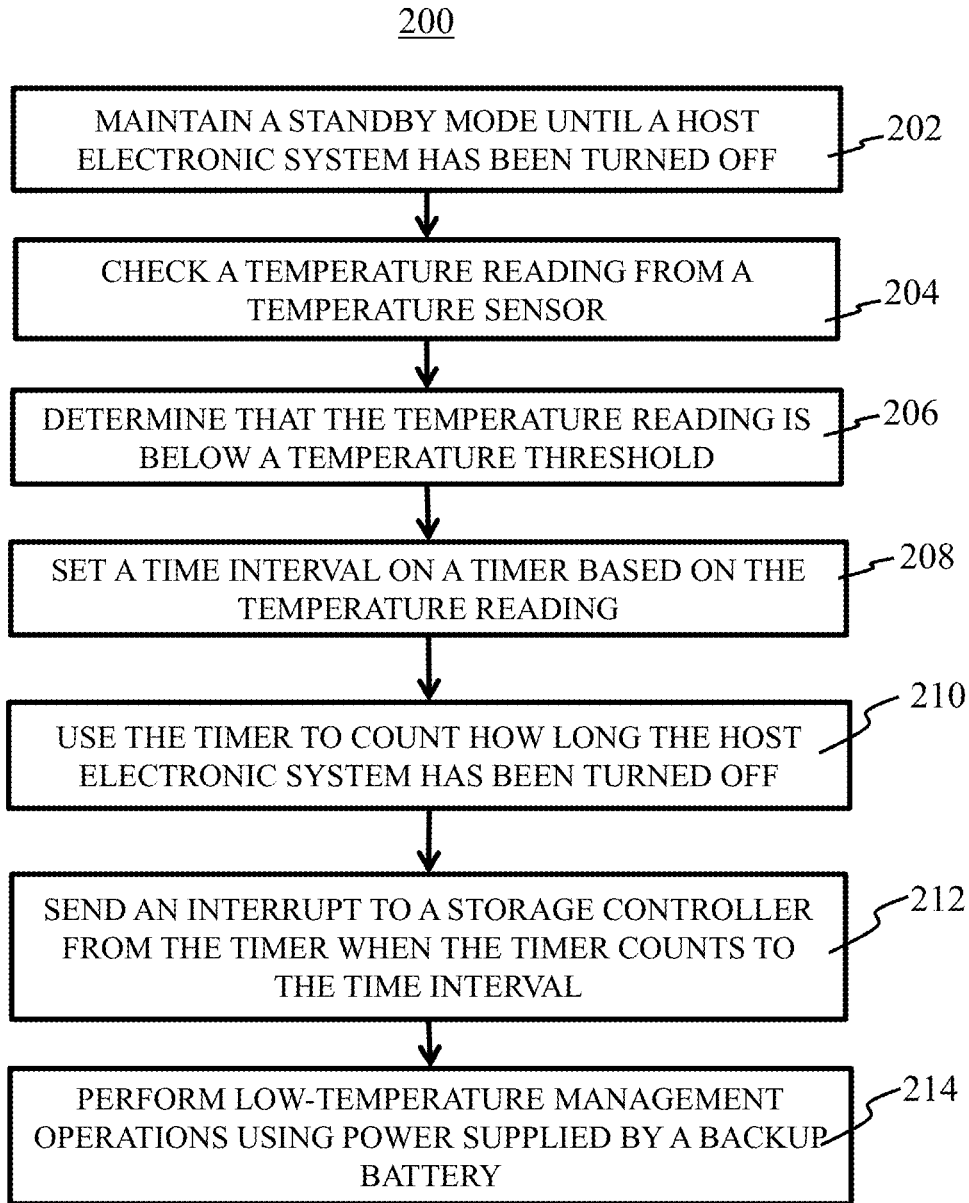 200
MAINTAIN A STANDBY MODE UNTIL A HOST
ELECTRONIC SYSTEM HAS BEEN TURNED OFF
202
CHECK A TEMPERATURE READING FROM A
TEMPERATURE SENSOR
204
DETERMINE THAT THE TEMPERATURE READING IS
BELOW A TEMPERATURE THRESHOLD
206
SET A TIME INTERVAL ON A TIMER BASED ON THE
TEMPERATURE READING
208
USE THE TIMER TO COUNT HOW LONG THE HOST
ELECTRONIC SYSTEM HAS BEEN TURNED OFF
210
SEND AN INTERRUPT TO A STORAGE CONTROLLER
FROM THE TIMER WHEN THE TIMER COUNTS TO
THE TIME INTERVAL
212
PERFORM LOW-TEMPERATURE MANAGEMENT
OPERATIONS USING POWER SUPPLIED BY A BACKUP
BATTERY
214